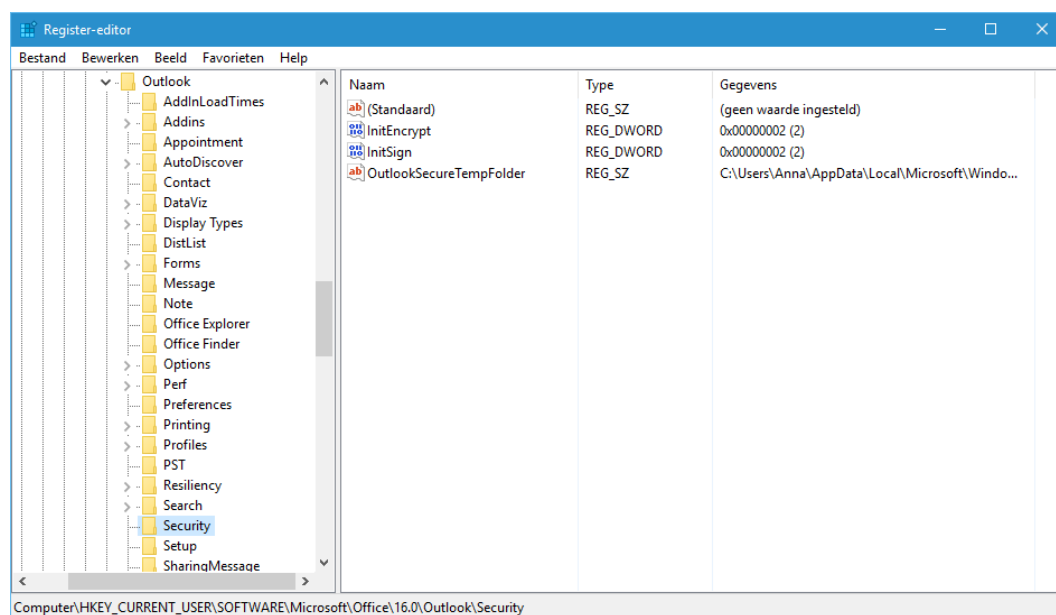 Register-editor
Bestand Bewerken Beeld Favorieten Help
Outlook
AddInLoadTimes
Addins
Appointment
AutoDiscover
Contact
DataViz
Display Types
DistList
Forms
Message
Note
Office Explorer
Office Finder
Options
Perf
Preferences
Printing
Profiles
PST
Resiliency
Search
Security
Setup
SharingMessage
Naam Type Gegevens
(Standaard) REG_SZ (geen waarde ingesteld)
InitEncrypt REG_DWORD 0x00000002 (2)
InitSign REG_DWORD 0x00000002 (2)
OutlookSecureTempFolder REG_SZ C:\Users\Anna\AppData\Local\Microsoft\Windo...
Computer\HKEY_CURRENT_USER\SOFTWARE\Microsoft\Office\16.0\Outlook\Security